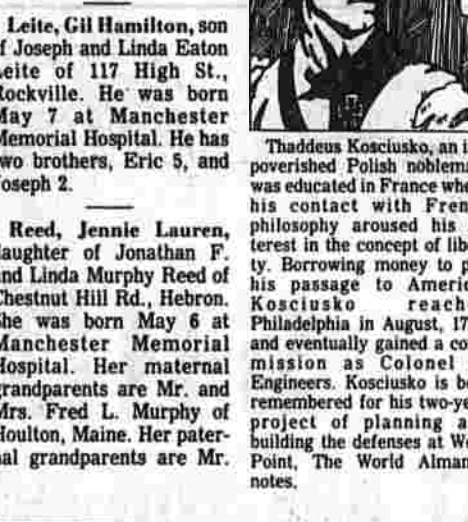 Leite, Gil Hamilton, son
f Joseph and Linda Eaton
eite of 117 High St.,
ockville. He was born
May 7 at Manchester
Memorial Hospital. He has
wo brothers, Eric 5, and
oseph 2.
Reed, Jennie Lauren,
aughter of Jonathan F.
nd Linda Murphy Reed of
Chestnut Hill Rd., Hebron.
She was born May 6 at
Manchester Memorial
Hospital. Her maternal
grandparents are Mr. and
Mrs. Fred L. Murphy of
Houlton, Maine. Her pater-
nal grandparents are Mr.
Thaddeus Kosciusko, an i
poverished Polish noblema
was educated in France whe
his contact with Fren
philosophy aroused his
terest in the concept of libe
ty. Borrowing money to p
his passage to Americ
Kosciusko reach
Philadelphia in August, 17
and eventually gained a co
mission as Colonel
Engineers. Kosciusko is be
remembered for his two-ye
project of planning a
building the defenses at We
Point, The World Alman
notes.